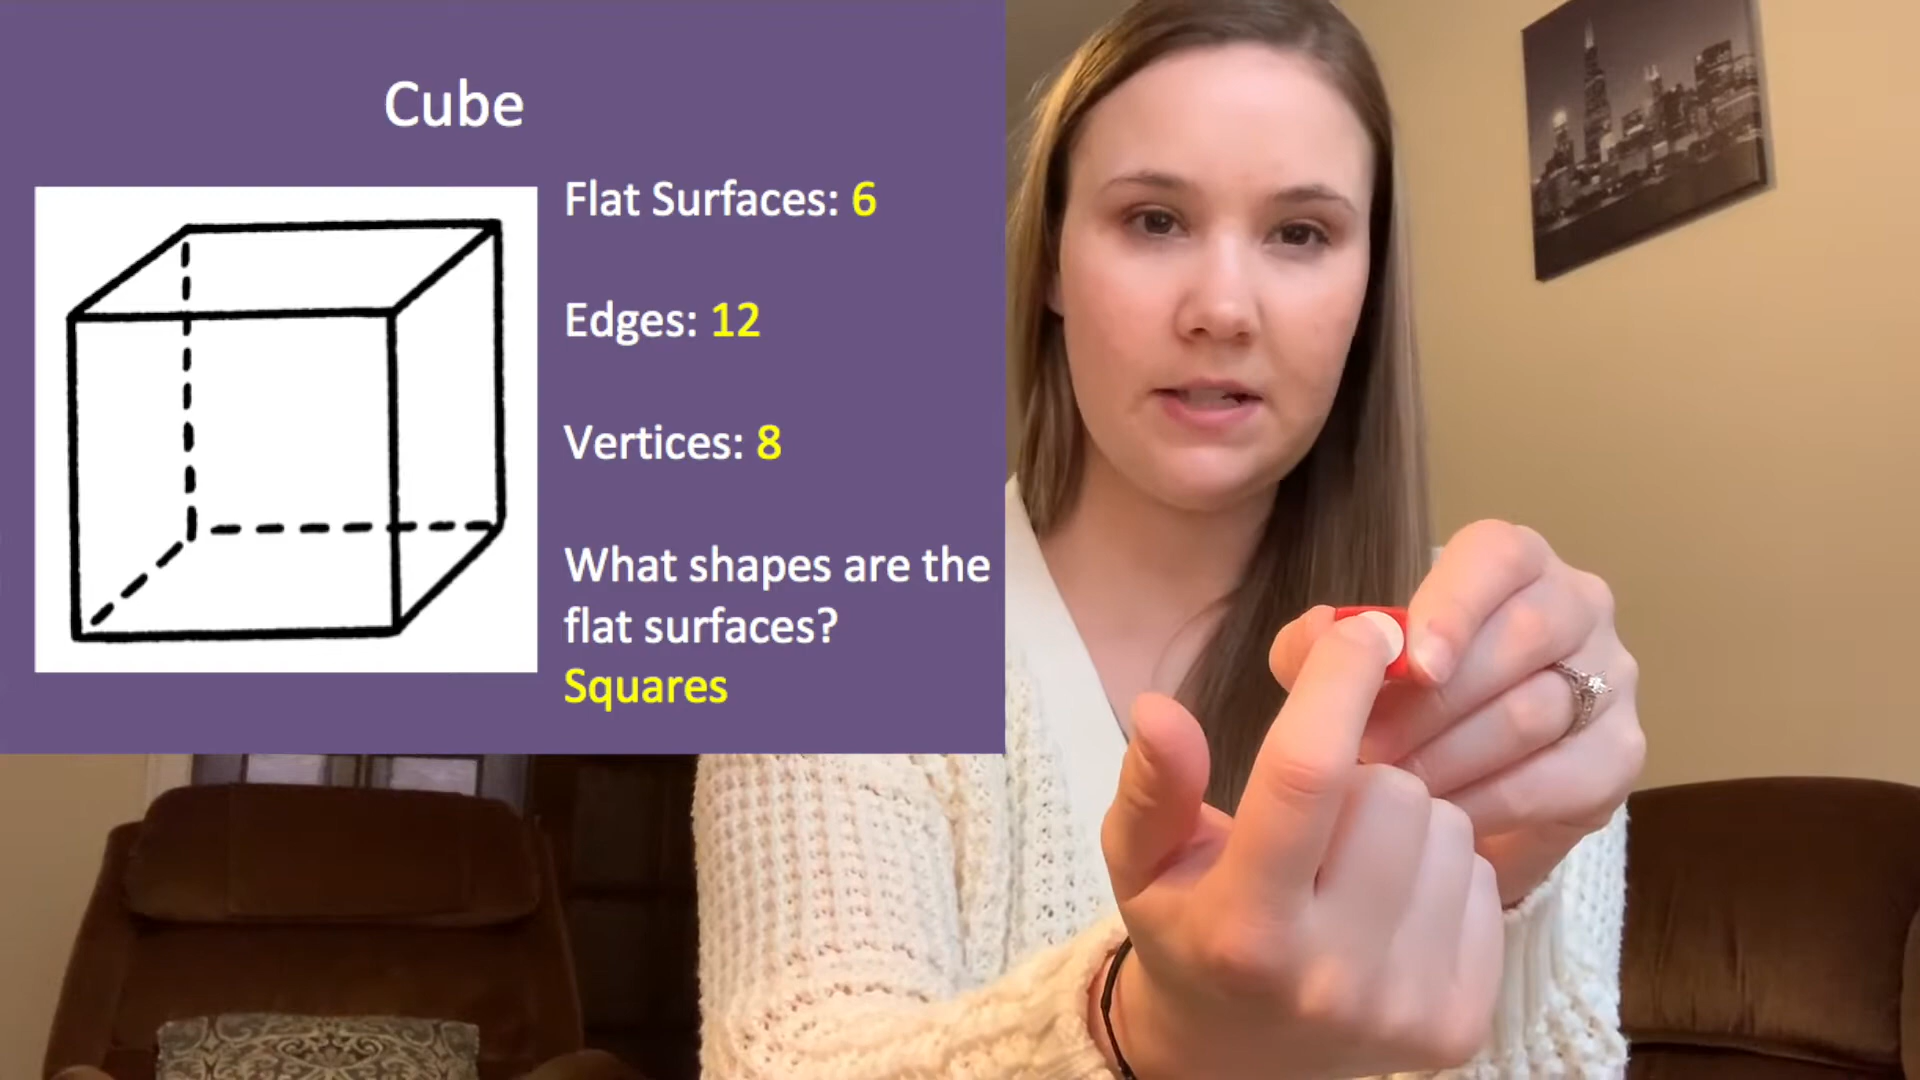 Cube
Flat Surfaces: 6
Edges: 12
Vertices: 8
What shapes are the
flat surfaces?
Squares